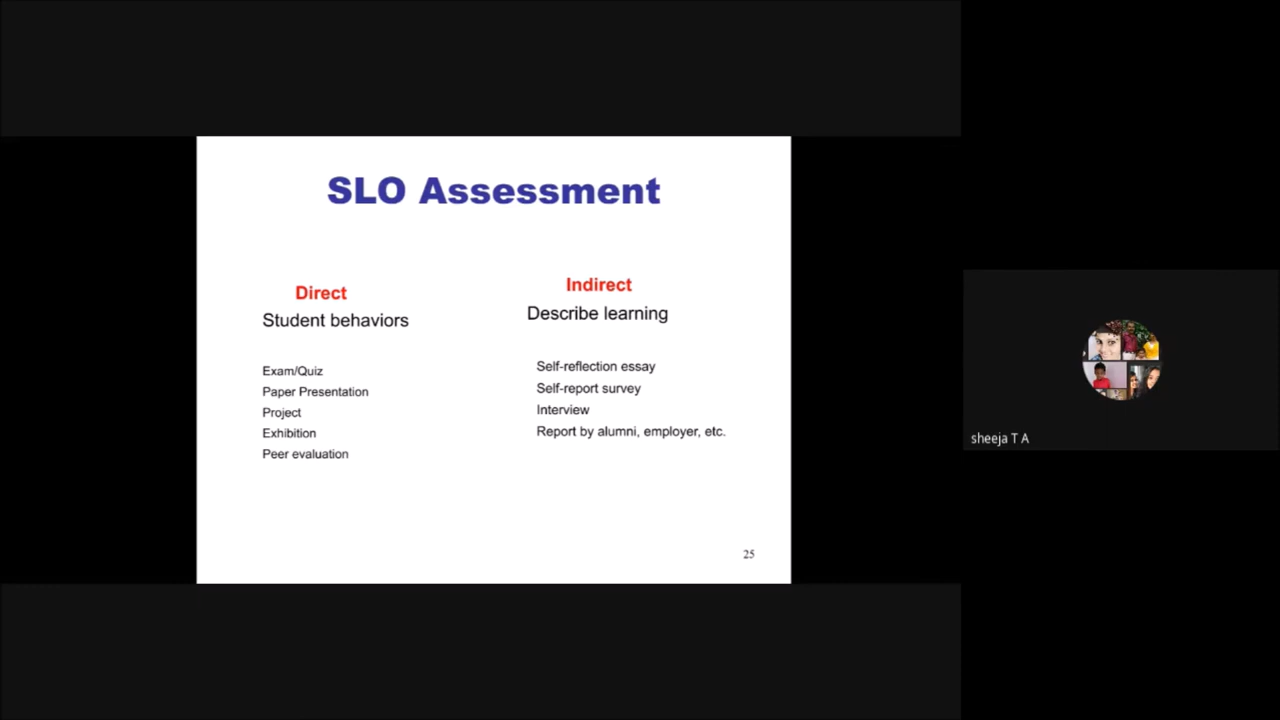 SLO Assessment
Direct
Student behaviors
Exam/Quiz
Paper Presentation
Project
Exhibition
Peer evaluation
Indirect
Describe learning
Self-reflection essay
Self-report survey
Interview
Report by alumni, employer, etc.
25
sheeja T A